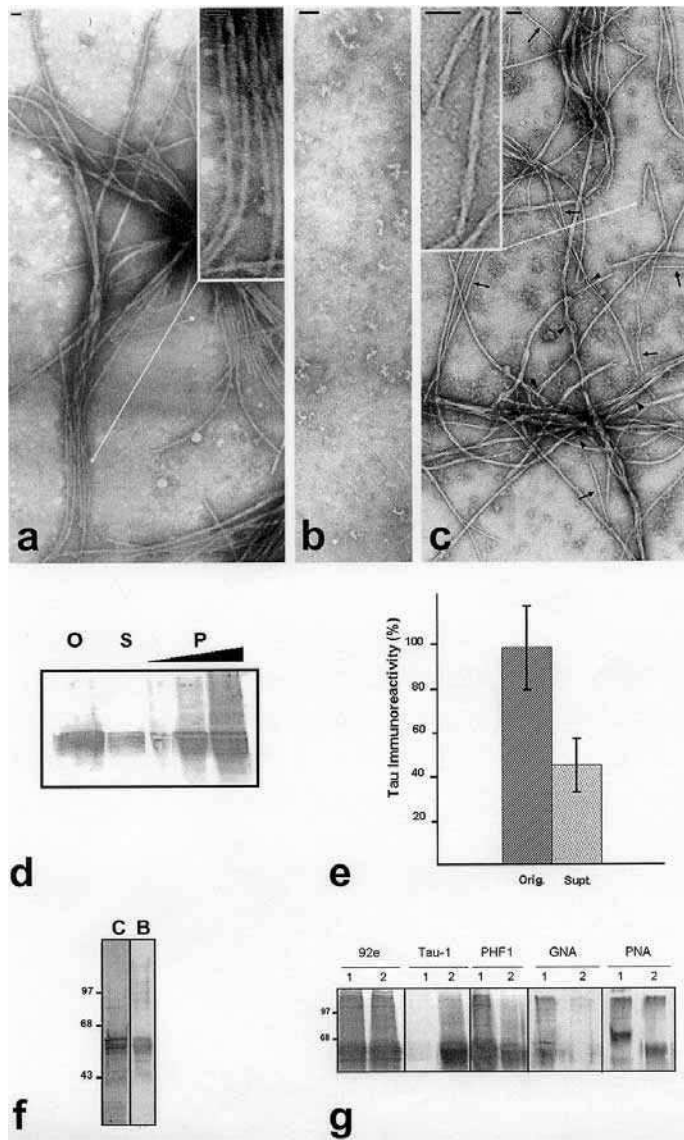 a
b
c
O S P
d
Tau Immunoreactivity (%)
100
80
60
40
20
Orig. Supt.
e
C B
97
68
43
f
92e Tau-1 PHF1 GNA PNA
1 2 1 2 1 2 1 2 1 2
97
68
g